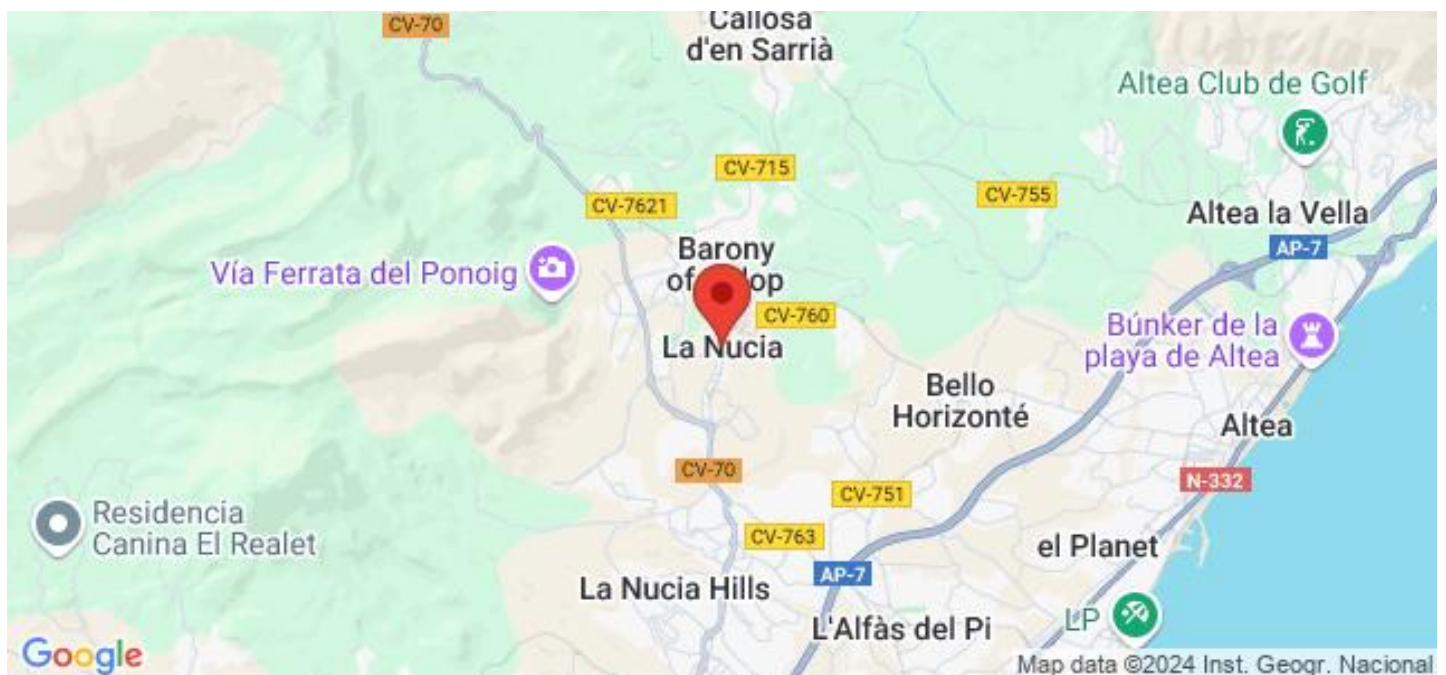 CV-70
Callosa
d'en Sarrià
Altea Club de Golf
CV-715
CV-755
CV-7621
Altea la Vella
AP-7
Barony
of
op
Vía Ferrata del Ponoig
CV-760
La Nucia
Búnker de la
playa de Altea
Bello
Horizonté
Altea
CV-70
N-332
CV-751
Residencia
Canina El Realet
CV-763
el Planet
AP-7
La Nucia Hills
LP
L'Alfàs del Pi
Google
Map data ©2024 Inst. Geogr. Nacional